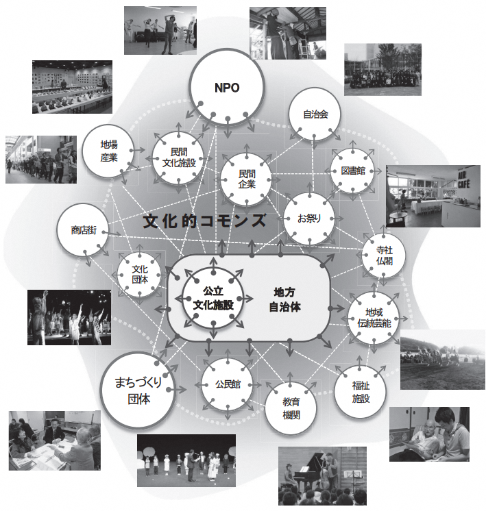 NPO
自治会
地場
産業
民間
文化施設
民間
企業
図書館
文化的コモンズ
お祭り
商店街
寺社
仏閣
文化
団体
公立
文化施設
地方
自治体
地域
伝統芸能
まちづくり
団体
公民館
教育
機関
福祉
施設